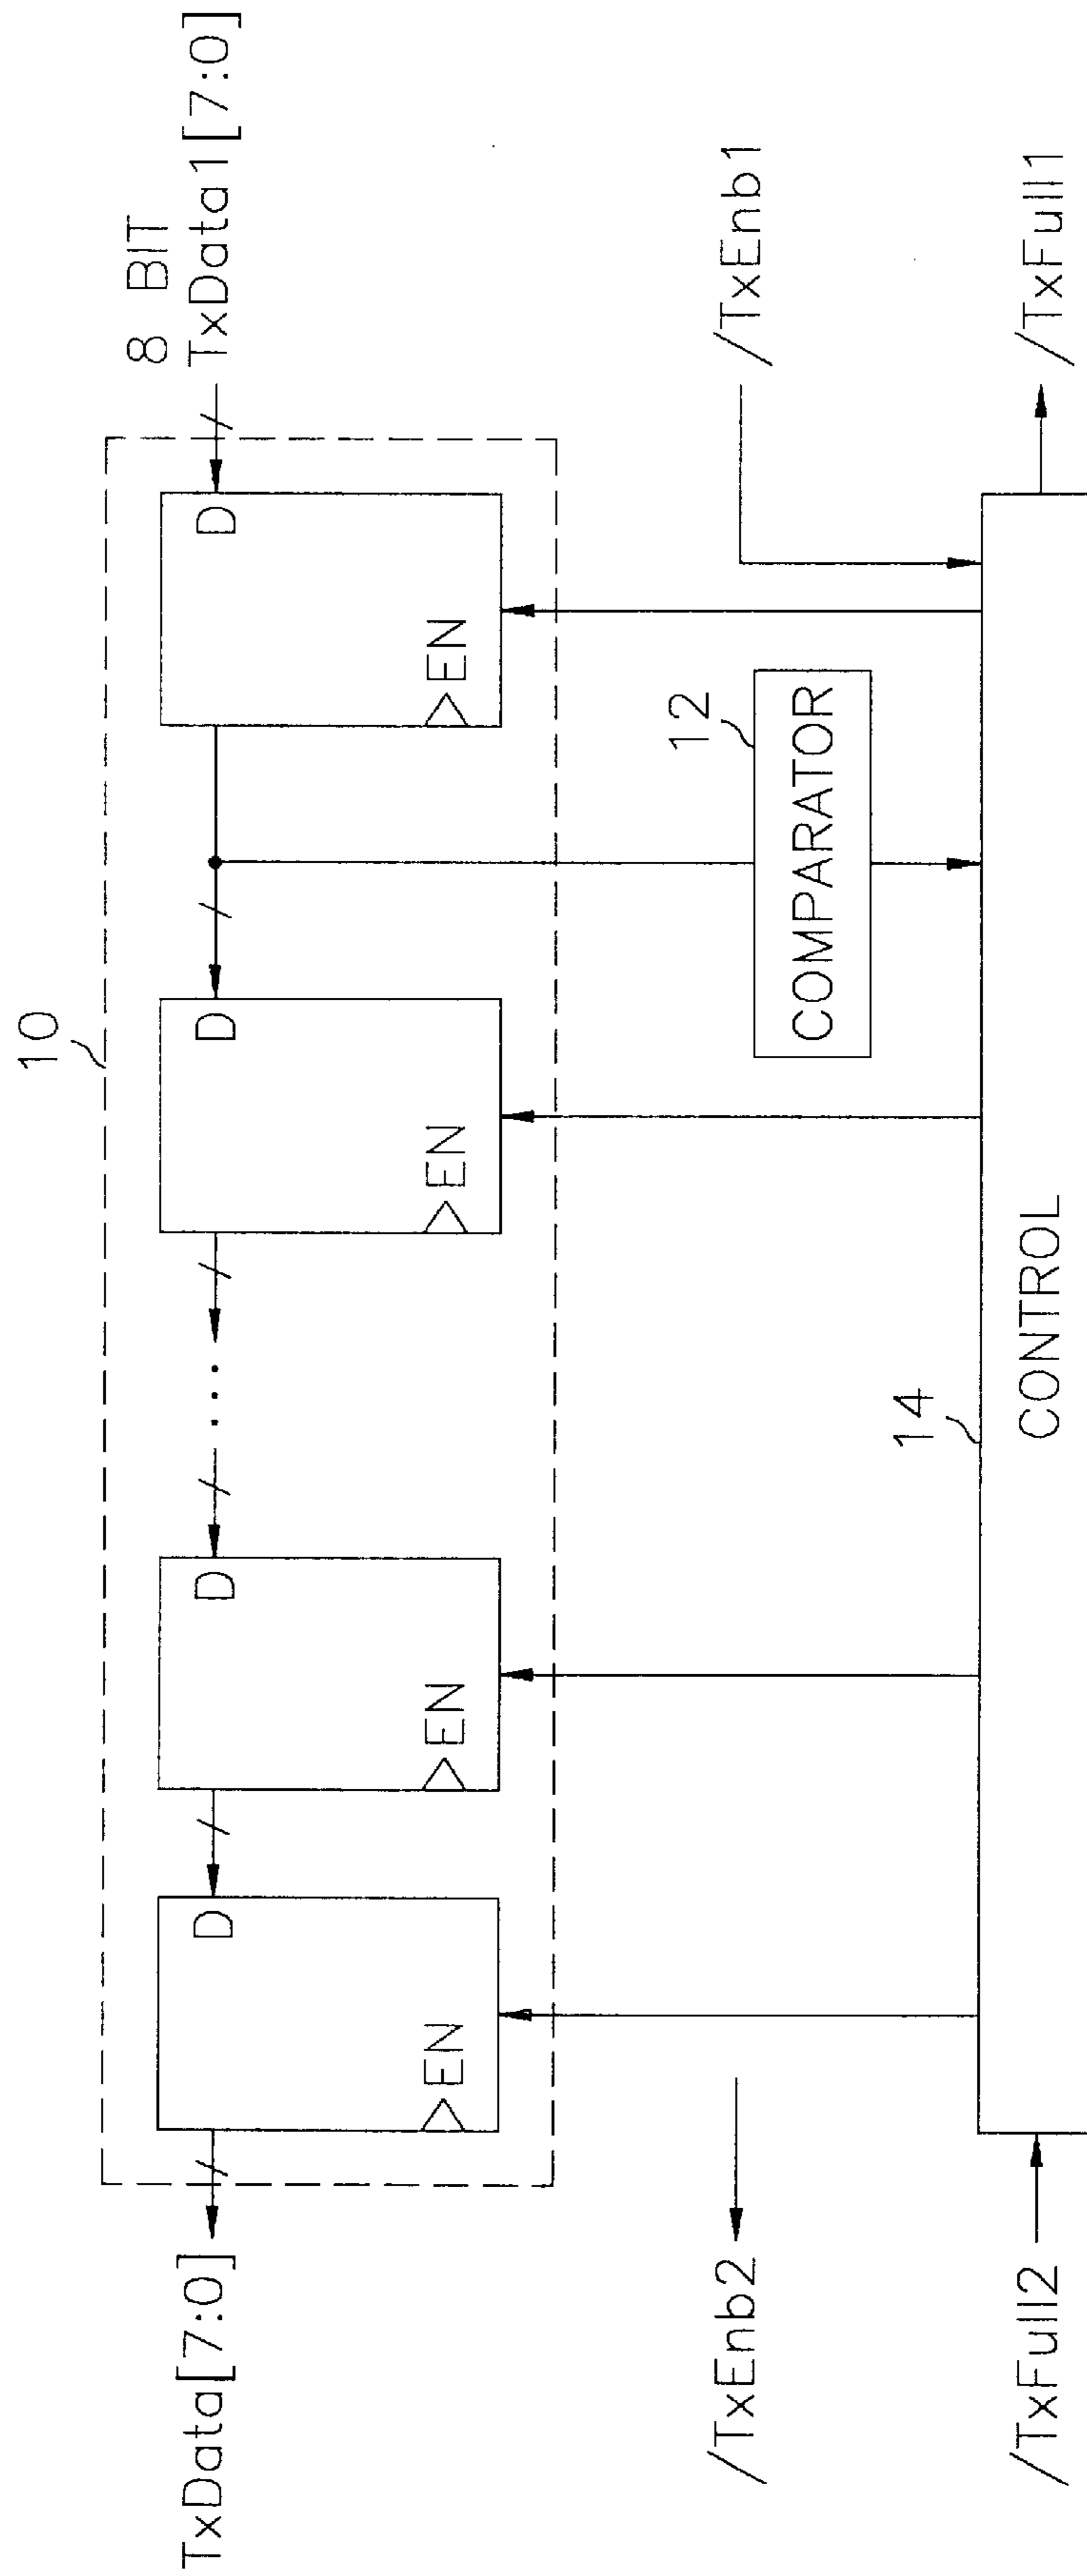 10
TxData[7:0]
8 BIT
TxData1[7:0]
D
D
D
D
EN
EN
EN
EN
12
COMPARATOR
/TxEnb2
/TxEnb1
14
CONTROL
/TxFull2
/TxFull1